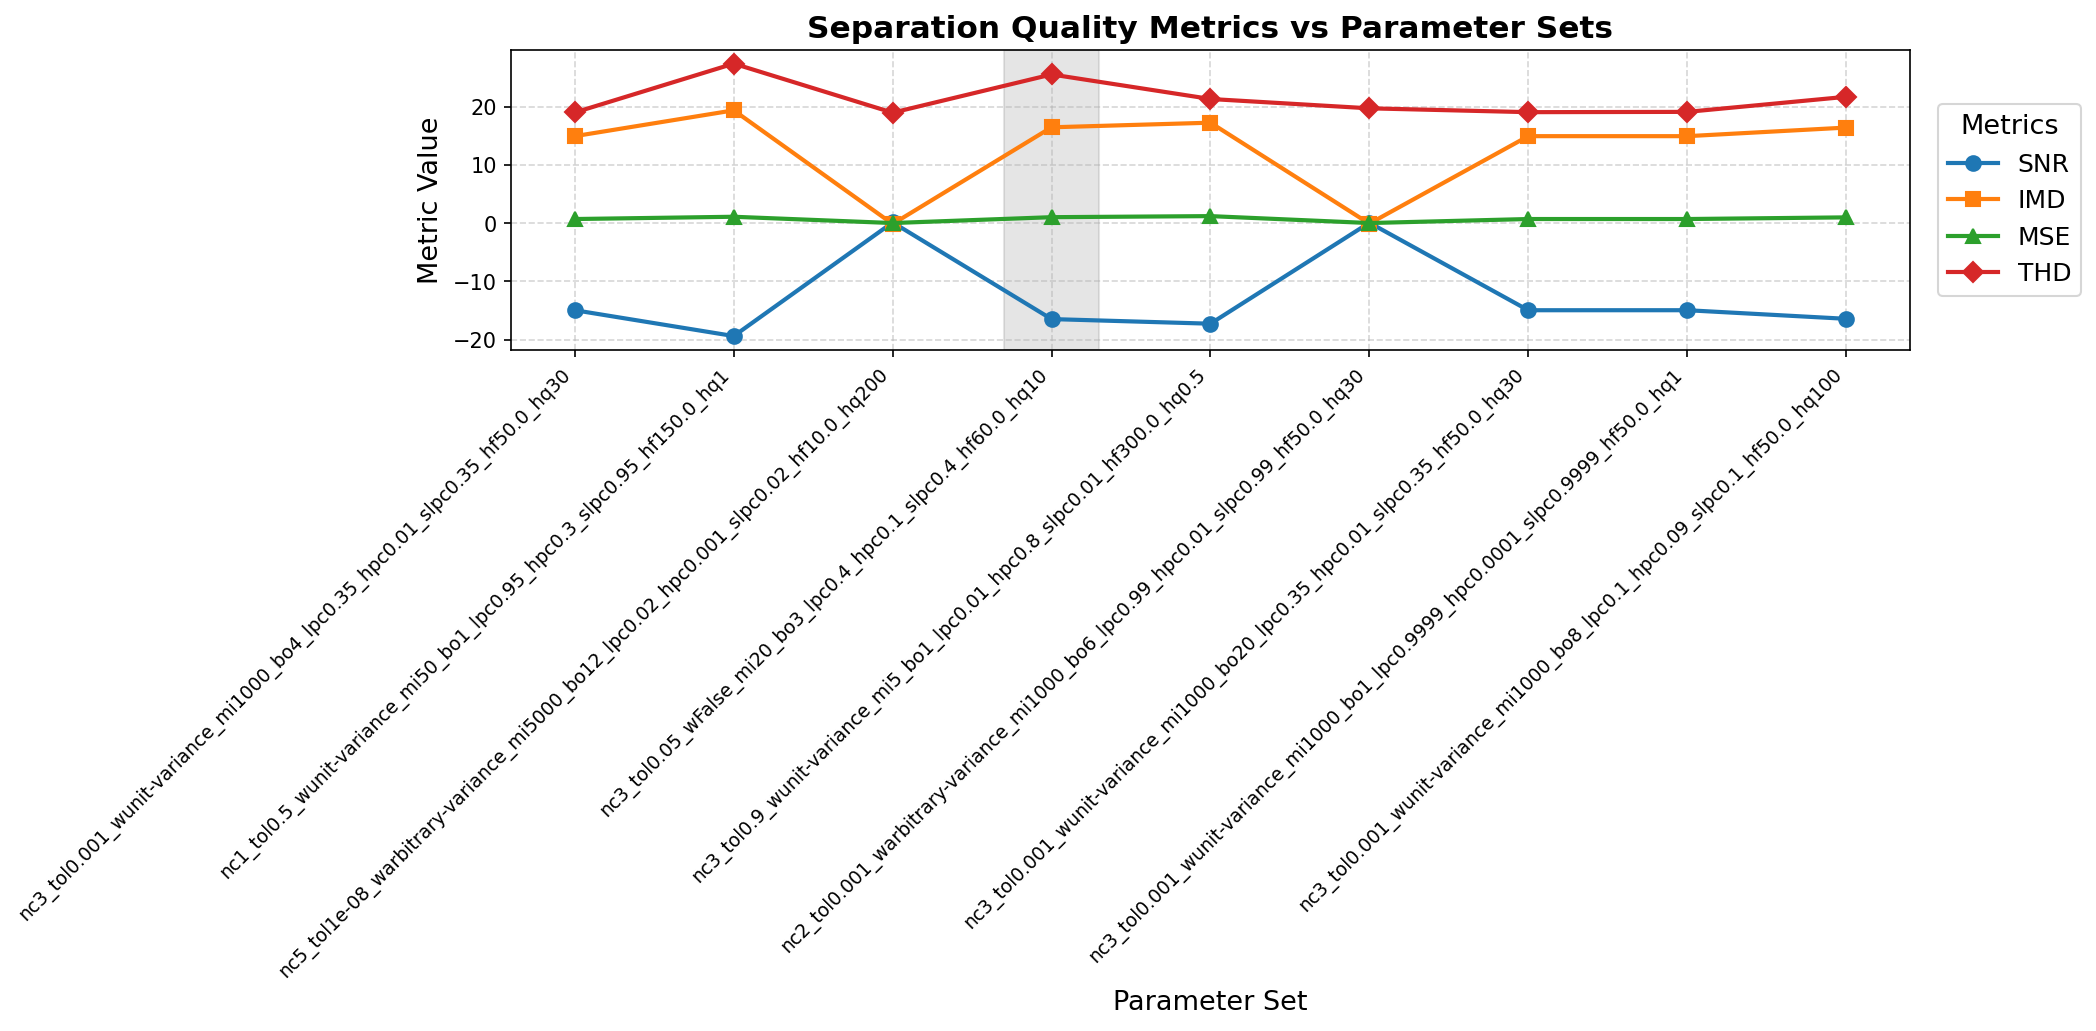 Separation Quality Metrics vs Parameter Sets
Metric Value
20
10
0
−10
−20
Metrics
SNR
IMD
MSE
THD
nc3_tol0.001_wunit-variance_mi1000_bo4_lpc0.35_hpc0.01_slpc0.35_hf50.0_hq30
nc1_tol0.5_wunit-variance_mi50_bo1_lpc0.95_hpc0.3_slpc0.95_hf150.0_hq1
nc5_tol1e-08_warbitrary-variance_mi5000_bo12_lpc0.02_hpc0.001_slpc0.02_hf10.0_hq200
nc3_tol0.05_wFalse_mi20_bo3_lpc0.4_hpc0.1_slpc0.4_hf60.0_hq10
nc3_tol0.9_wunit-variance_mi5_bo1_lpc0.01_hpc0.8_slpc0.01_hf300.0_hq0.5
nc2_tol0.001_warbitrary-variance_mi1000_bo6_lpc0.99_hpc0.01_slpc0.99_hf50.0_hq30
nc3_tol0.001_wunit-variance_mi1000_bo20_lpc0.35_hpc0.01_slpc0.35_hf50.0_hq30
nc3_tol0.001_wunit-variance_mi1000_bo1_lpc0.9999_hpc0.0001_slpc0.9999_hf50.0_hq1
nc3_tol0.001_wunit-variance_mi1000_bo8_lpc0.1_hpc0.09_slpc0.1_hf50.0_hq100
Parameter Set